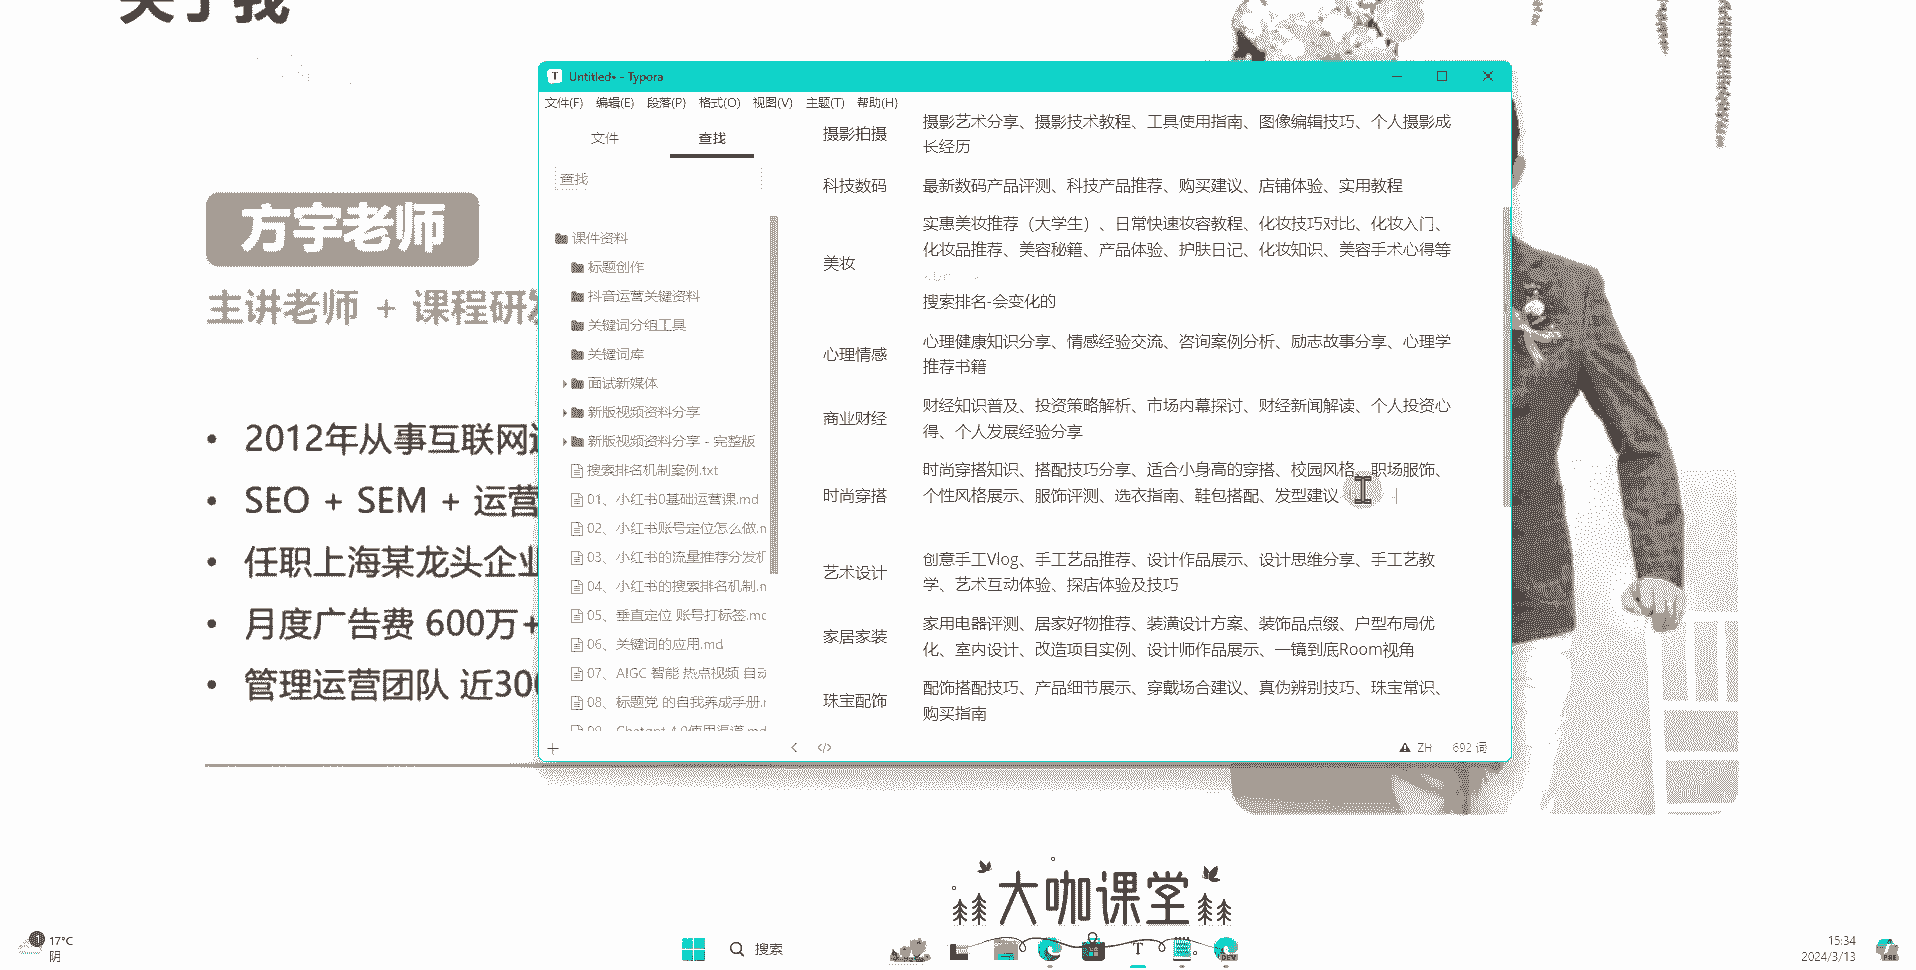 关于我
方宇老师
主讲老师 + 课程研发
2012年从事互联网运
SEO + SEM + 运营
任职上海某龙头企业
月度广告费 600万+
管理运营团队 近300
Untitled• - Typora
文件(F) 编辑(E) 段落(P) 格式(O) 视图(V) 主题(T) 帮助(H)
文件 查找
查找
课件资料
标题创作
抖音运营关键资料
关键词分组工具
关键词库
面试新媒体
新版视频资料分享
新版视频资料分享 - 完整版
搜索排名机制案例.txt
01、小红书0基础运营课.md
02、小红书账号定位怎么做.n
03、小红书的流量推荐分发机
04、小红书的搜索排名机制.n
05、垂直定位 账号打标签.mc
06、关键词的应用.md
07、AIGC 智能 热点视频 自动
08、标题党 的自我养成手册.r
摄影拍摄
摄影艺术分享、摄影技术教程、工具使用指南、图像编辑技巧、个人摄影成
长经历
科技数码
最新数码产品评测、科技产品推荐、购买建议、店铺体验、实用教程
美妆
实惠美妆推荐（大学生）、日常快速妆容教程、化妆技巧对比、化妆入门、
化妆品推荐、美容秘籍、产品体验、护肤日记、化妆知识、美容手术心得等
搜索排名-会变化的
心理情感
心理健康知识分享、情感经验交流、咨询案例分析、励志故事分享、心理学
推荐书籍
商业财经
财经知识普及、投资策略解析、市场内幕探讨、财经新闻解读、个人投资心
得、个人发展经验分享
时尚穿搭
时尚穿搭知识、搭配技巧分享、适合小身高的穿搭、校园风格、职场服饰、
个性风格展示、服饰评测、选衣指南、鞋包搭配、发型建议
艺术设计
创意手工Vlog、手工艺品推荐、设计作品展示、设计思维分享、手工艺教
学、艺术互动体验、探店体验及技巧
家居家装
家用电器评测、居家好物推荐、装潢设计方案、装饰品点缀、户型布局优
化、室内设计、改造项目实例、设计师作品展示、一镜到底Room视角
珠宝配饰
配饰搭配技巧、产品细节展示、穿戴场合建议、真伪辨别技巧、珠宝常识、
购买指南
ZH 692 词
大咖课堂
17°C
阴
搜索
15:34
2024/3/13